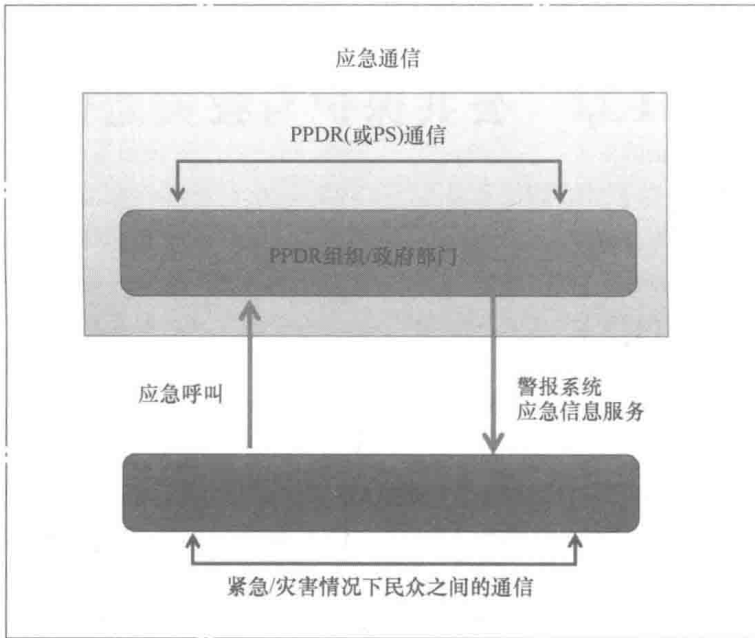 应急通信
PPDR(或PS)通信
PPDR组织/政府部门
应急呼叫
警报系统
应急信息服务
紧急/灾害情况下民众之间的通信